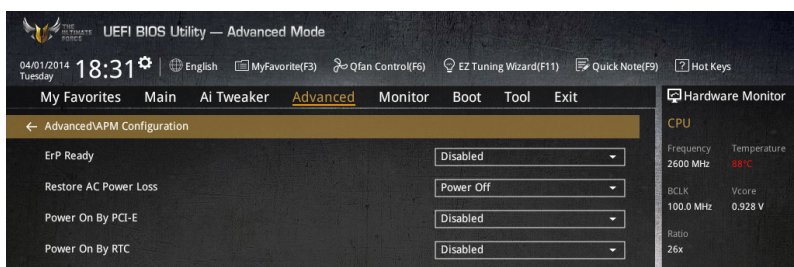 THE ULTIMATE FORCE UEFI BIOS Utility — Advanced Mode
04/01/2014 Tuesday 18:31 English MyFavorite(F3) Qfan Control(F6) EZ Tuning Wizard(F11) Quick Note(F9) ? Hot Keys
My Favorites Main Ai Tweaker Advanced Monitor Boot Tool Exit
← Advanced\APM Configuration
ErP Ready Disabled
Restore AC Power Loss Power Off
Power On By PCI-E Disabled
Power On By RTC Disabled
Hardware Monitor
CPU
Frequency Temperature
2600 MHz 88°C
BCLK Vcore
100.0 MHz 0.928 V
Ratio
26x